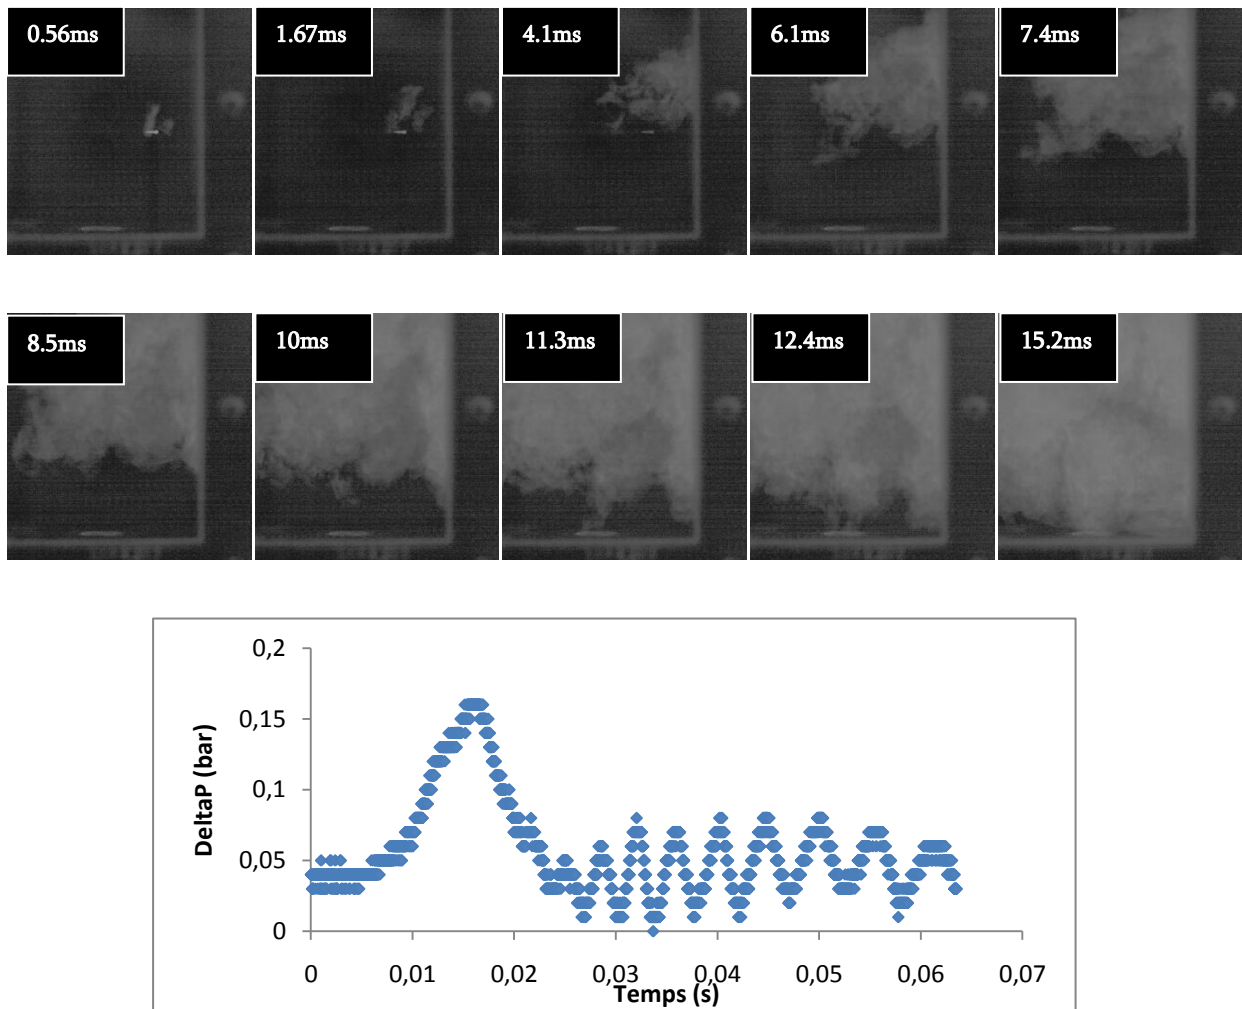 0.56ms 1.67ms 4.1ms 6.1ms 7.4ms
8.5ms 10ms 11.3ms 12.4ms 15.2ms
0,2
0,15
0,1
0,05
0
DeltaP (bar)
0 0,01 0,02 0,03 0,04 0,05 0,06 0,07
Temps (s)